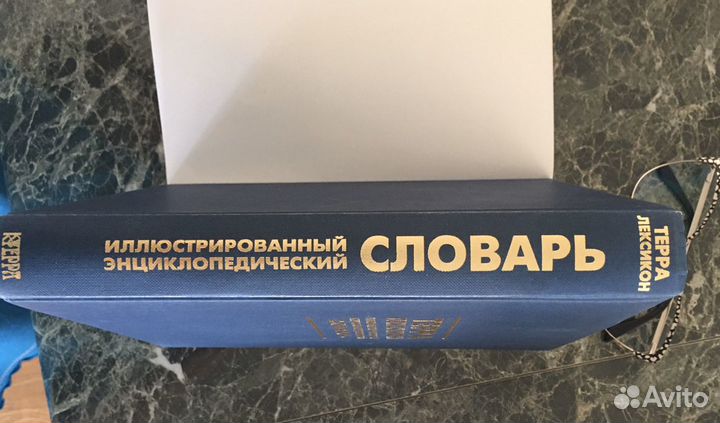 ИЛЛЮСТРИРОВАННЫЙ
ЭНЦИКЛОПЕДИЧЕСКИЙ
СЛОВАРЬ
ТЕРРА
ЛЕКСИКОН
Avito